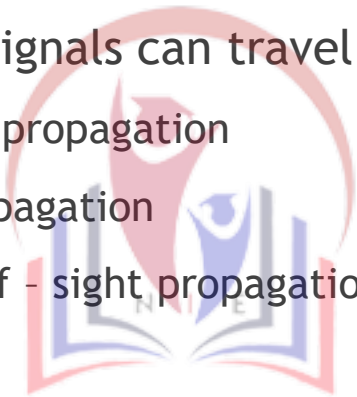 ignals can travel
propagation
pagation
f – sight propagatio
N I E